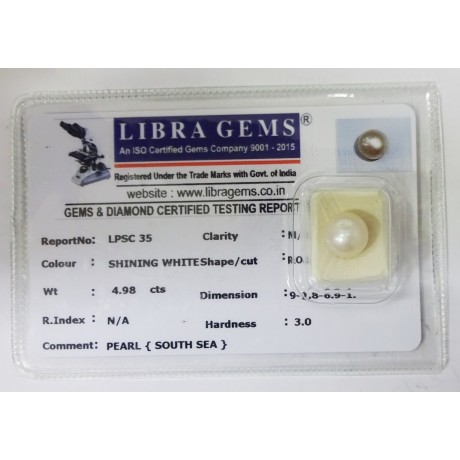 LIBRA GEMS®
An ISO Certified Gems Company 9001 - 2015
Registered Under the Trade Marks with Govt. of India
website : www.libragems.co.in
GEMS & DIAMOND CERTIFIED TESTING REPORT
ReportNo: LPSC 35 Clarity :
Colour : SHINING WHITE Shape/cut :
Wt : 4.98 cts Dimension :
R.Index : N/A Hardness : 3.0
Comment: PEARL { SOUTH SEA }